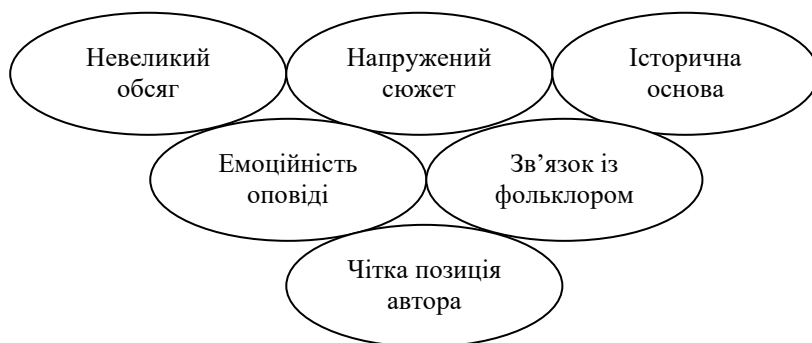 Невеликий
обсяг
Напружений
сюжет
Історична
основа
Емоційність
оповіді
Зв’язок із
фольклором
Чітка позиція
автора